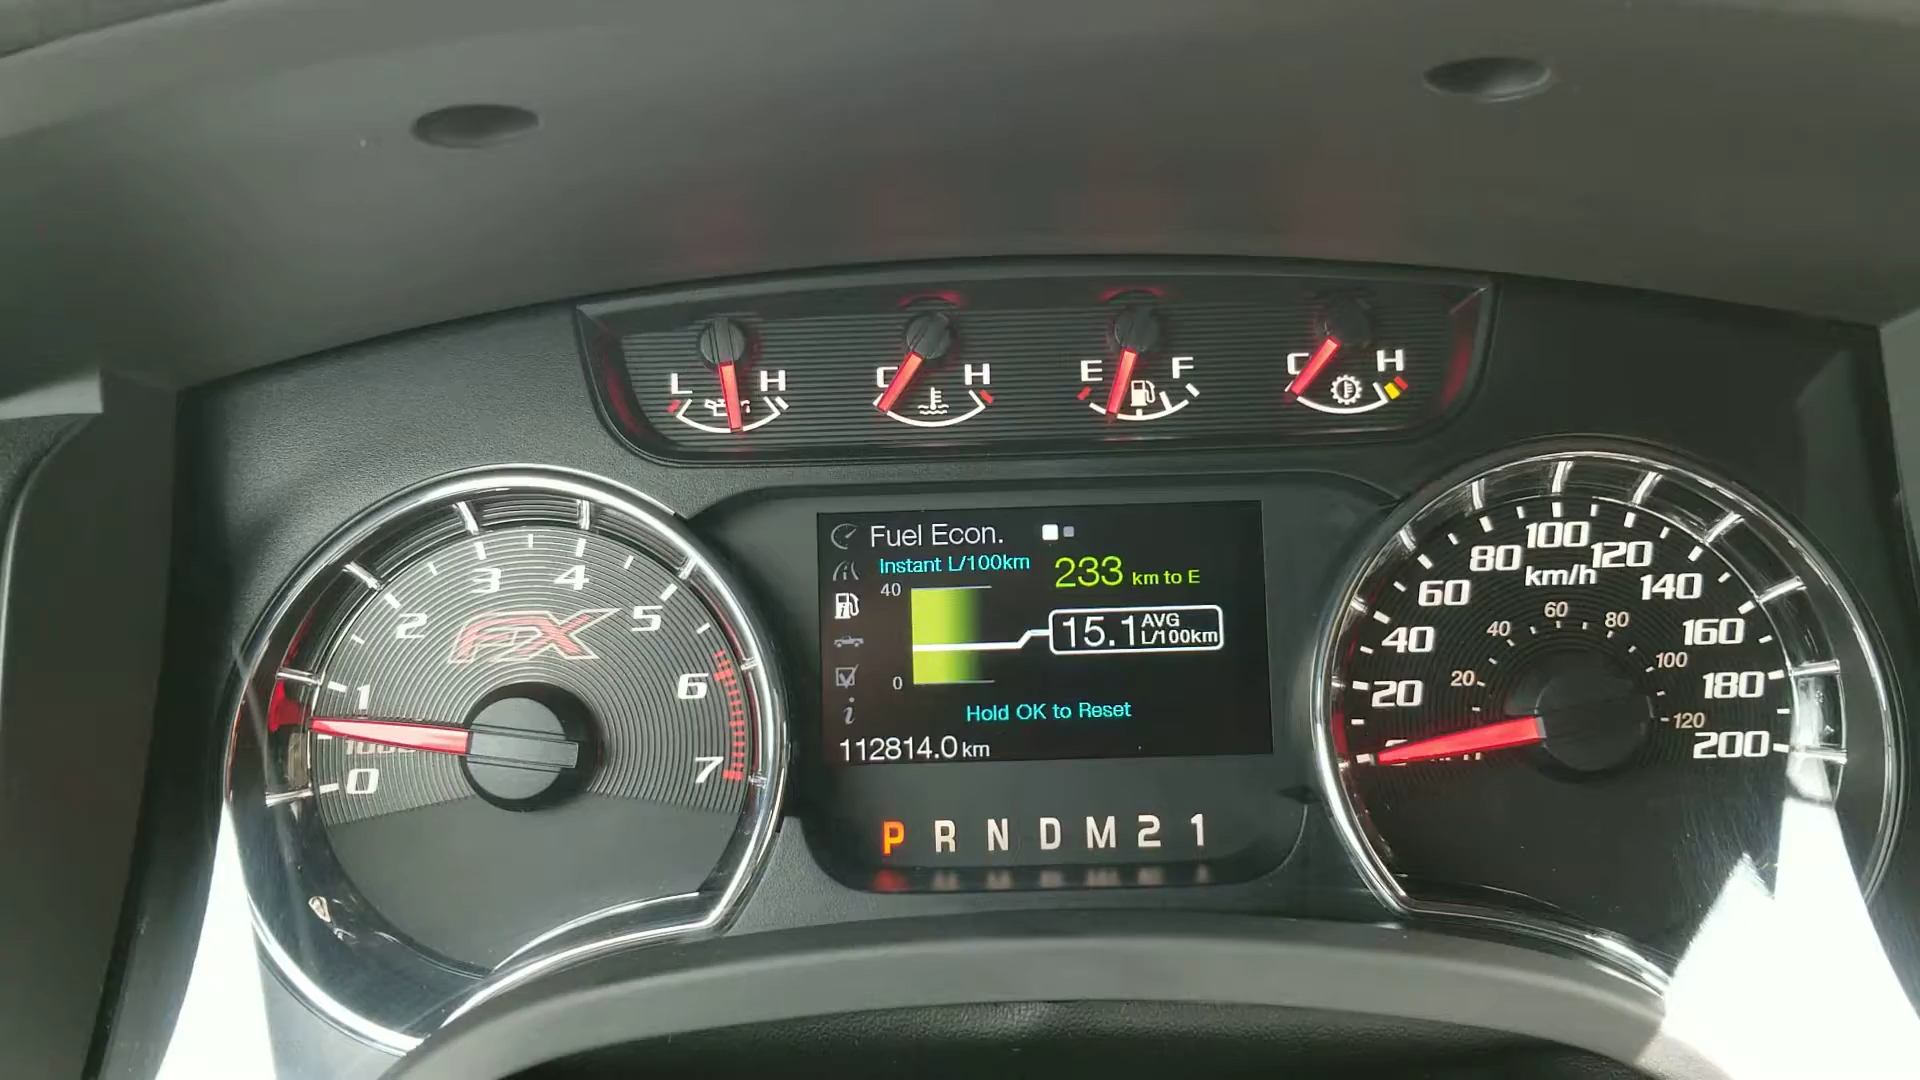 L H C H E F C H
Fuel Econ.
Instant L/100km
233 km to E
40
15.1 AVG L/100km
0
Hold OK to Reset
112814.0 km
P R N D M 2 1
0 1 2 3 4 5 6 7
FX
20 40 60 80 100 120 140 160 180 200
km/h
20 40 60 80 100 120